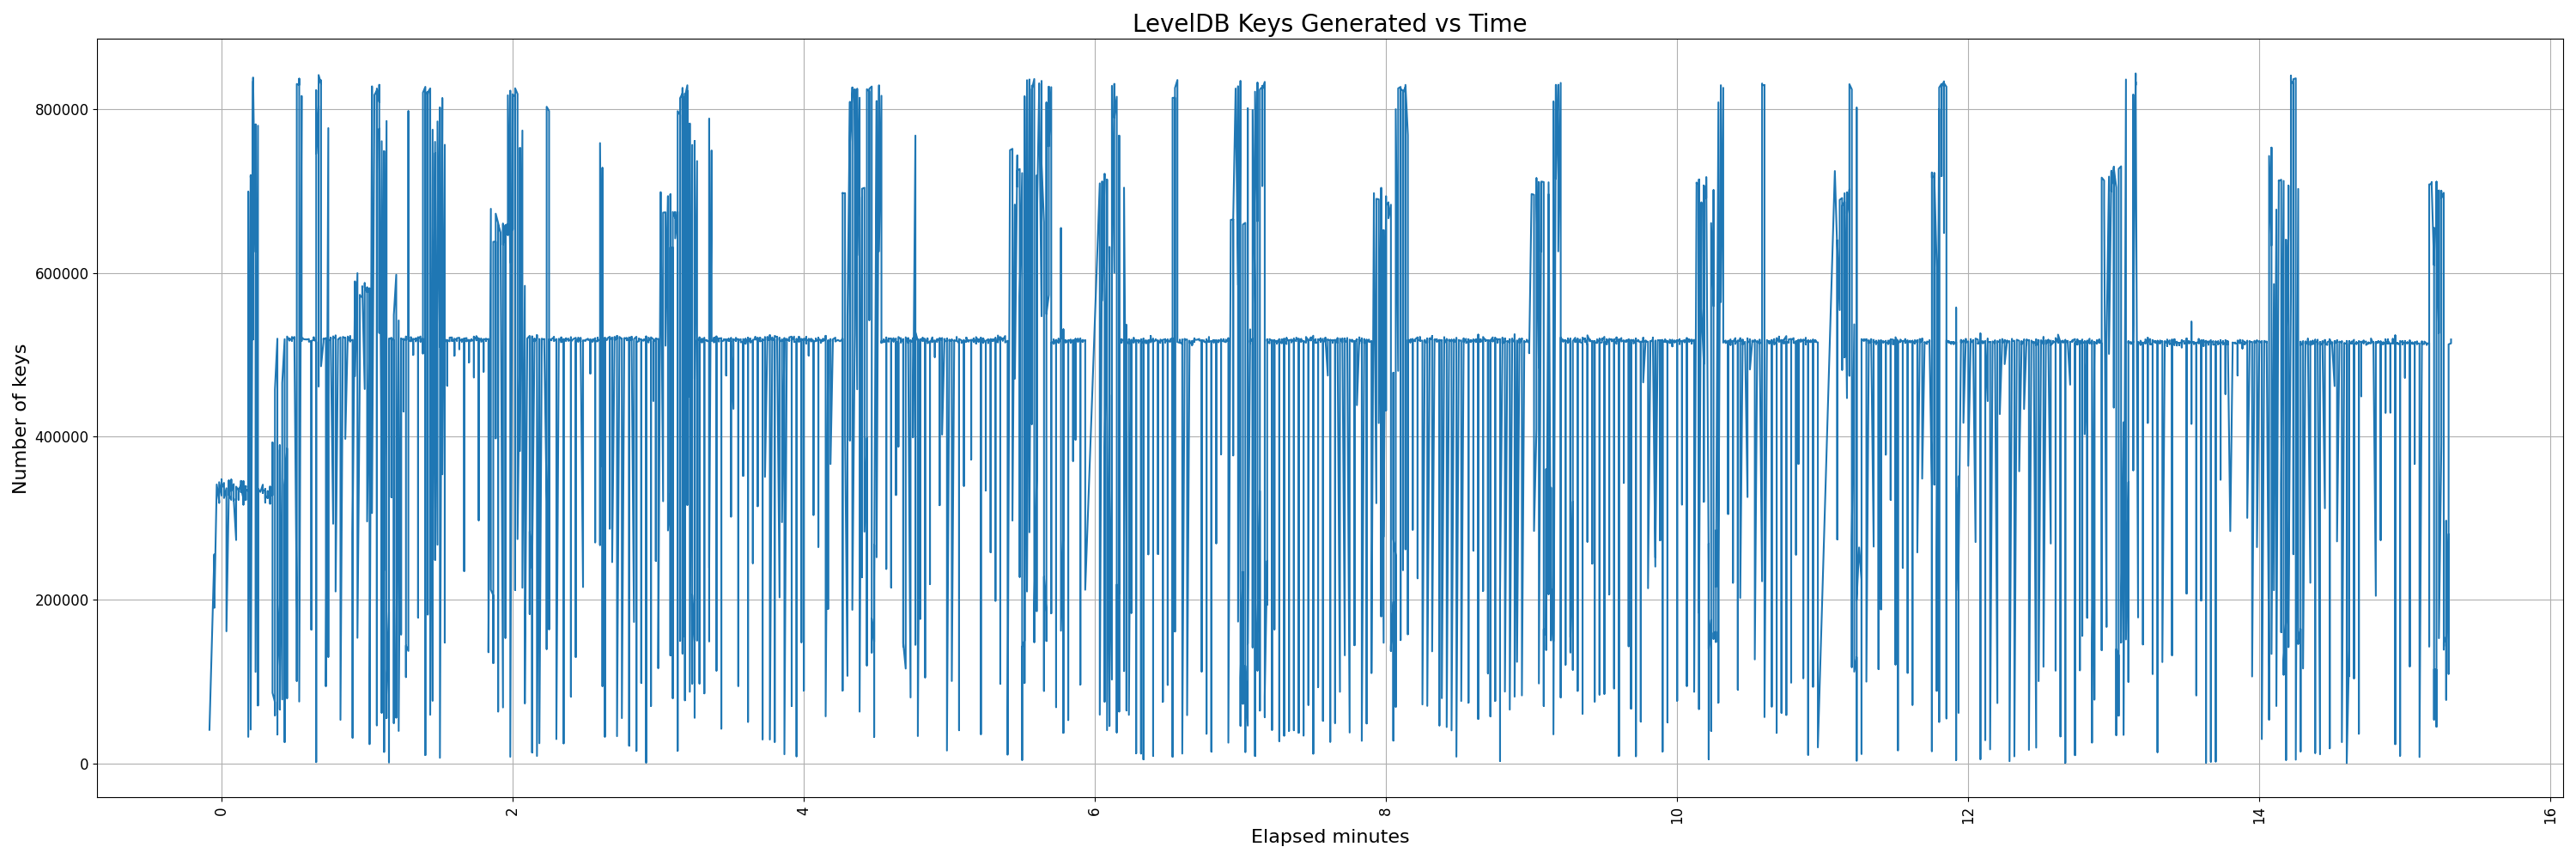 LevelDB Keys Generated vs Time
Number of keys
800000
600000
400000
200000
0
0 2 4 6 8 10 12 14 16
Elapsed minutes